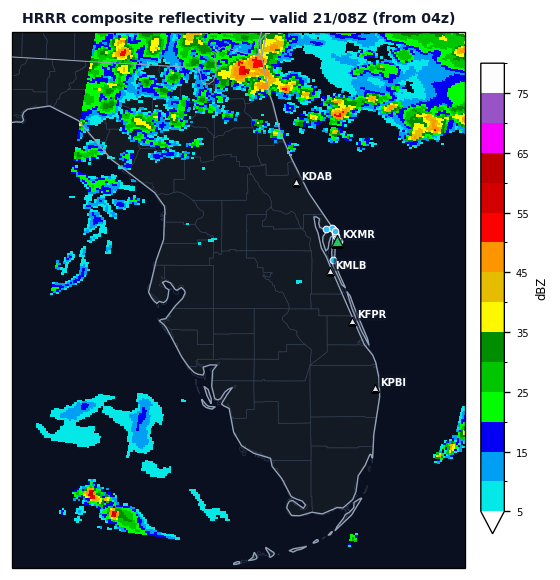 HRRR composite reflectivity — valid 21/08Z (from 04z)
KDAB
KXMR
KMLB
KFPR
KPBI
75
65
55
45
35
25
15
5
dBZ